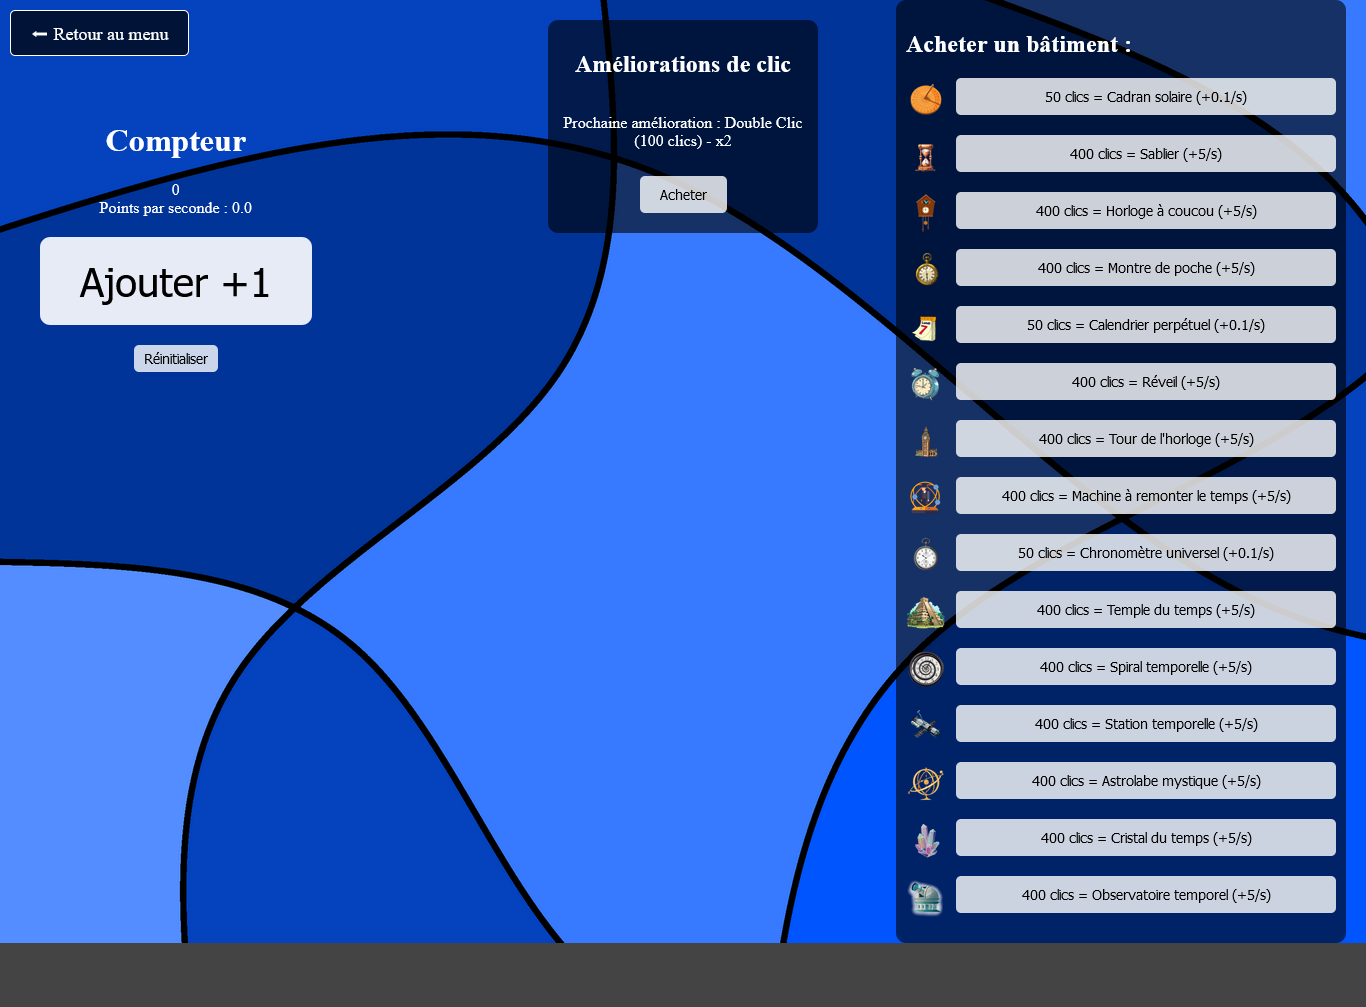 ⬅ Retour au menu
Compteur
0
Points par seconde : 0.0
Ajouter +1
Réinitialiser
Améliorations de clic
Prochaine amélioration : Double Clic
(100 clics) - x2
Acheter
Acheter un bâtiment :
50 clics = Cadran solaire (+0.1/s)
400 clics = Sablier (+5/s)
400 clics = Horloge à coucou (+5/s)
400 clics = Montre de poche (+5/s)
50 clics = Calendrier perpétuel (+0.1/s)
400 clics = Réveil (+5/s)
400 clics = Tour de l'horloge (+5/s)
400 clics = Machine à remonter le temps (+5/s)
50 clics = Chronomètre universel (+0.1/s)
400 clics = Temple du temps (+5/s)
400 clics = Spiral temporelle (+5/s)
400 clics = Station temporelle (+5/s)
400 clics = Astrolabe mystique (+5/s)
400 clics = Cristal du temps (+5/s)
400 clics = Observatoire temporel (+5/s)